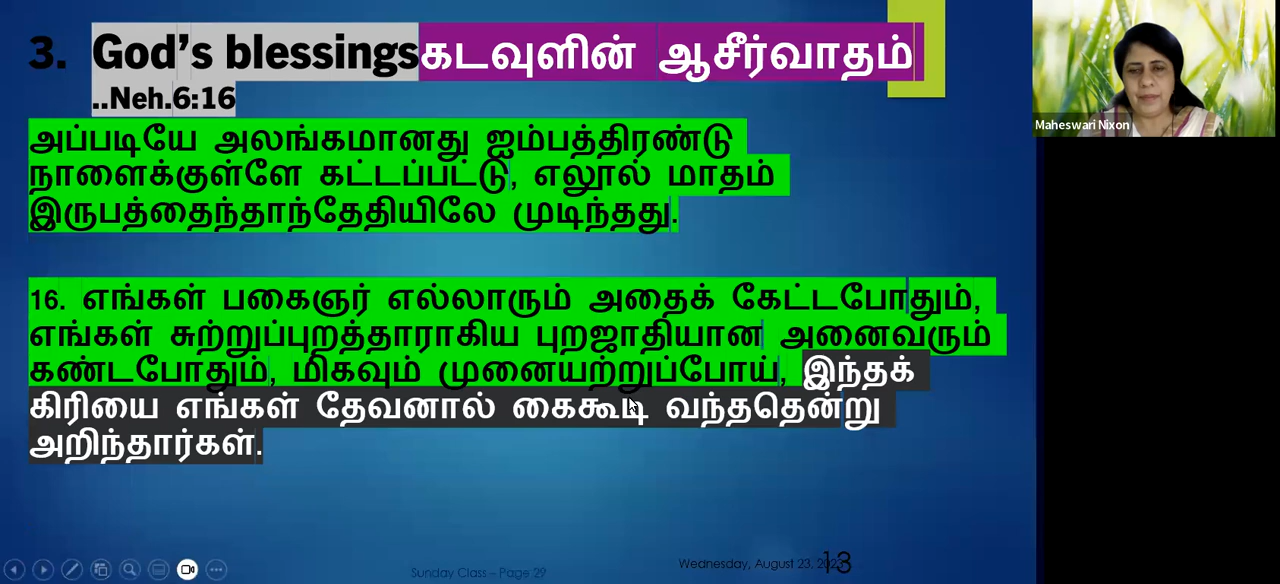 3. God's blessingsகடவுளின் ஆசீர்வாதம்
..Neh.6:16
அப்படியே அலங்கமானது ஐம்பத்திரண்டு
நாளைக்குள்ளே கட்டப்பட்டு, எலூல் மாதம்
இருபத்தைந்தாந்தேதியிலே முடிந்தது.
16. எங்கள் பகைஞர் எல்லாரும் அதைக் கேட்டபோதும்,
எங்கள் சுற்றுப்புறத்தாராகிய புறஜாதியான அனைவரும்
கண்டபோதும், மிகவும் முனையற்றுப்போய், இந்தக்
கிரியை எங்கள் தேவனால் கைகூடி வந்ததென்று
அறிந்தார்கள்.
Maheswari Nixon
Sunday Class – Page 29
Wednesday, August 23,
13